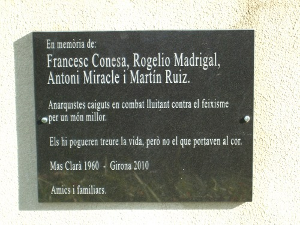 En memòria de:
Francesc Conesa, Rogelio Madrigal,
Antoni Miracle i Martín Ruiz.
Anarquistes caiguts en combat lluitant contra el feixisme
per un món millor.
Els hi pogueren treure la vida, però no el que portaven al cor.
Mas Clarà 1960 - Girona 2010
Amics i familiars.